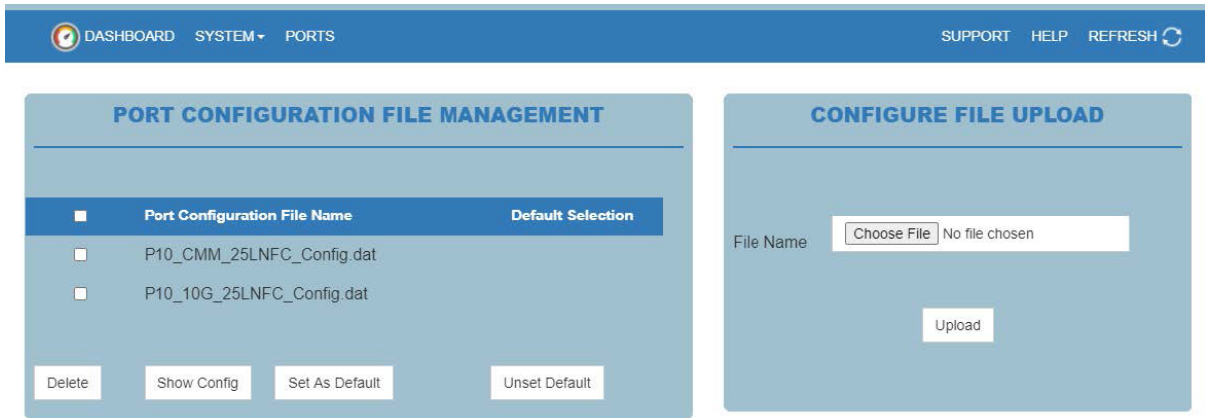 DASHBOARD SYSTEM PORTS SUPPORT HELP REFRESH
PORT CONFIGURATION FILE MANAGEMENT
Port Configuration File Name Default Selection
P10_CMM_25LNFC_Config.dat
P10_10G_25LNFC_Config.dat
Delete Show Config Set As Default Unset Default
CONFIGURE FILE UPLOAD
File Name Choose File No file chosen
Upload